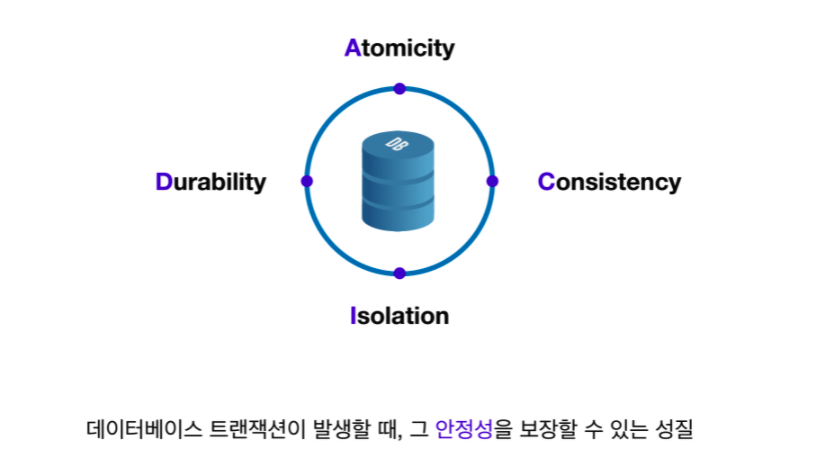 Atomicity
DB
Durability
Consistency
Isolation
데이터베이스 트랜잭션이 발생할 때, 그 안정성을 보장할 수 있는 성질